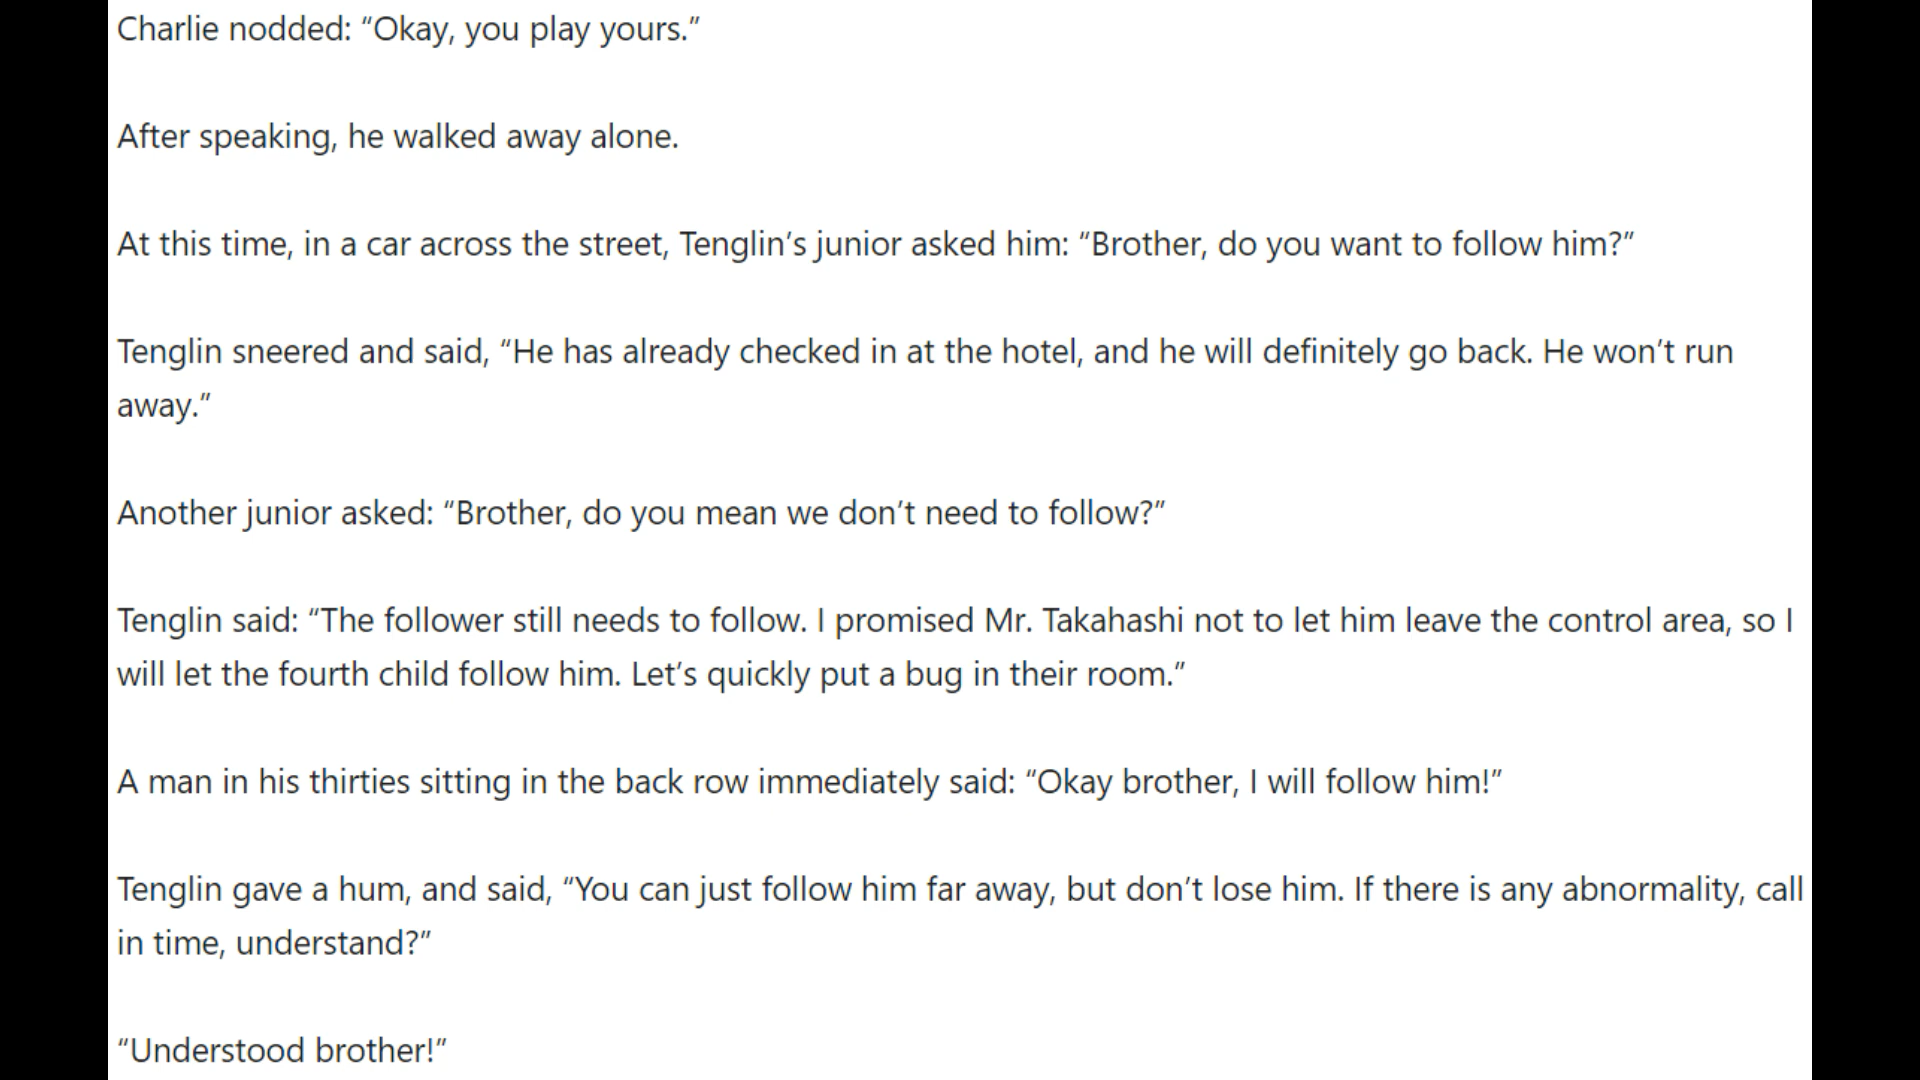 Charlie nodded: “Okay, you play yours.”
After speaking, he walked away alone.
At this time, in a car across the street, Tenglin’s junior asked him: “Brother, do you want to follow him?”
Tenglin sneered and said, “He has already checked in at the hotel, and he will definitely go back. He won’t run
away.”
Another junior asked: “Brother, do you mean we don’t need to follow?”
Tenglin said: “The follower still needs to follow. I promised Mr. Takahashi not to let him leave the control area, so I
will let the fourth child follow him. Let’s quickly put a bug in their room.”
A man in his thirties sitting in the back row immediately said: “Okay brother, I will follow him!”
Tenglin gave a hum, and said, “You can just follow him far away, but don’t lose him. If there is any abnormality, call
in time, understand?”
“Understood brother!”